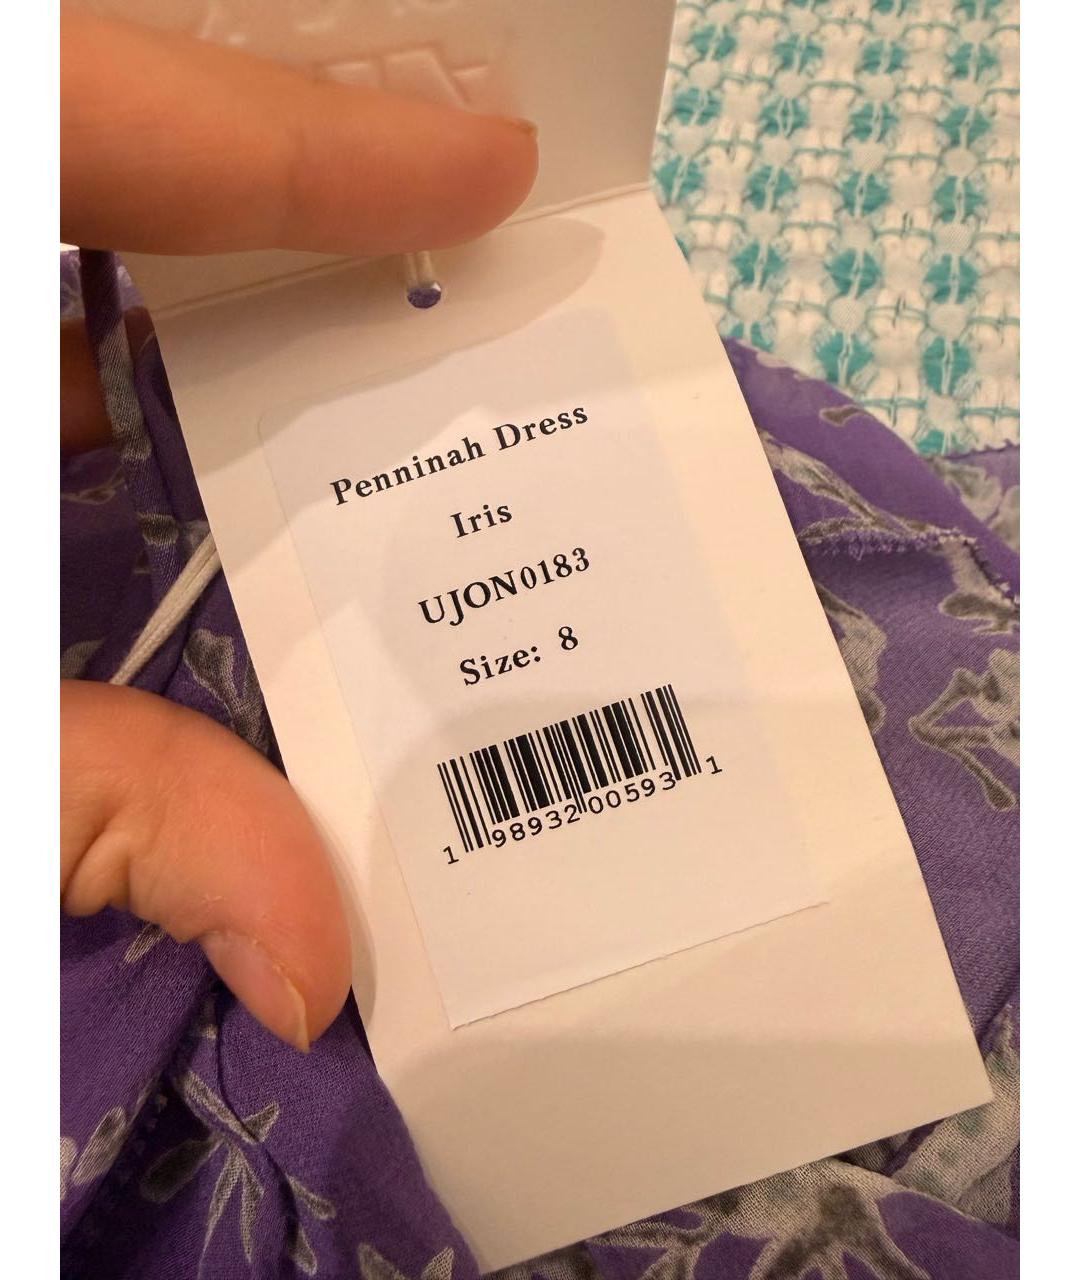 Penninah Dress
Iris
UJON0183
Size: 8
1 98932 00593 1